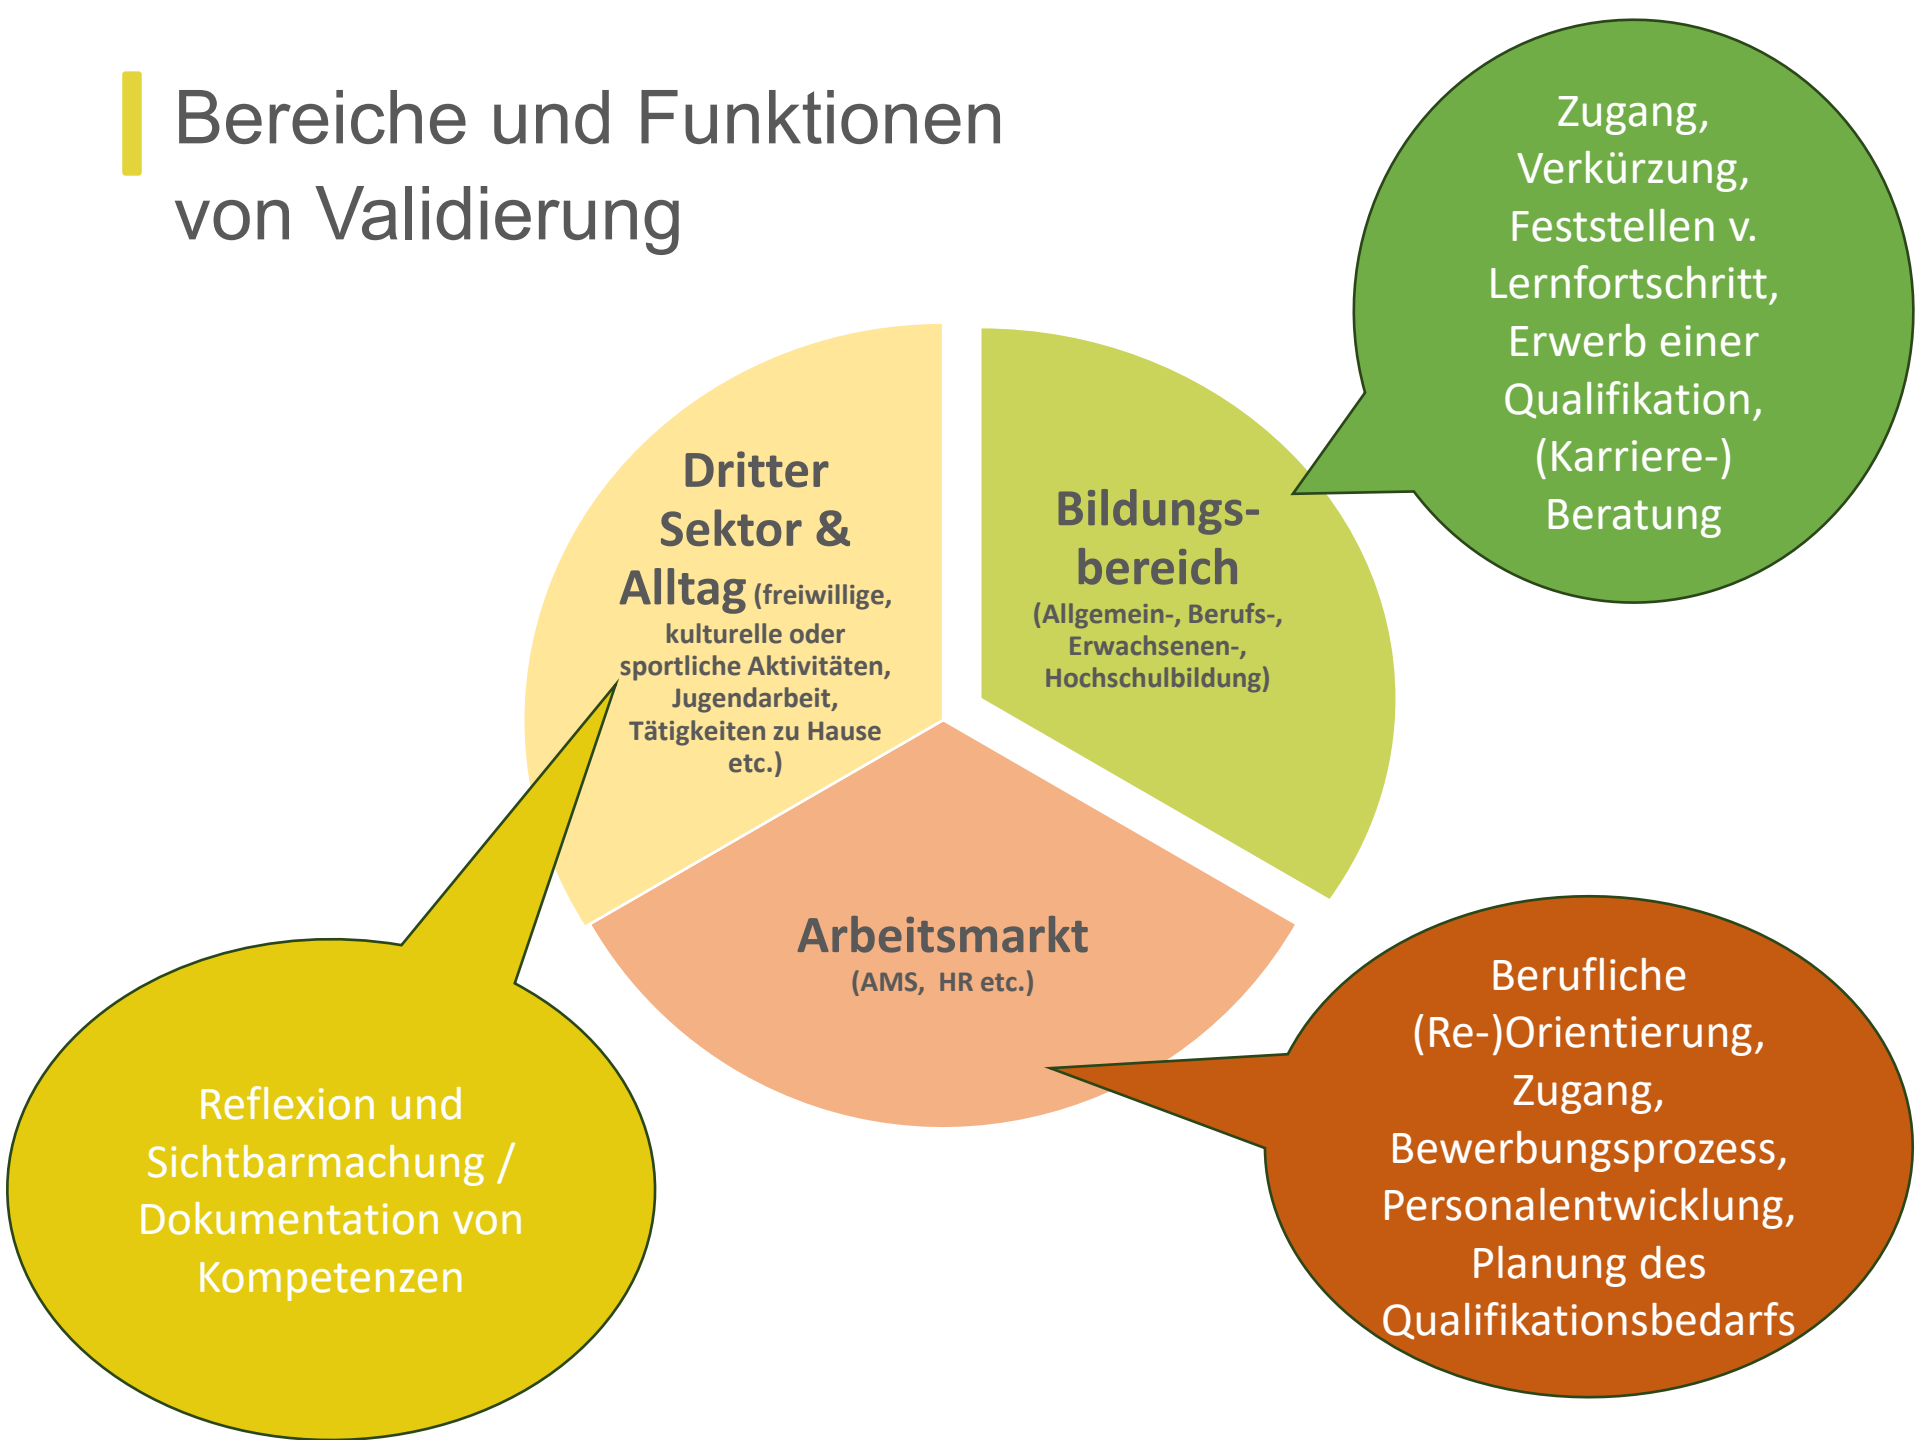 Bereiche und Funktionen
von Validierung
Zugang,
Verkürzung,
Feststellen v.
Lernfortschritt,
Erwerb einer
Qualifikation,
(Karriere-)
Beratung
Dritter
Sektor &
Alltag (freiwillige,
kulturelle oder
sportliche Aktivitäten,
Jugendarbeit,
Tätigkeiten zu Hause
etc.)
Bildungs-
bereich
(Allgemein-, Berufs-,
Erwachsenen-,
Hochschulbildung)
Arbeitsmarkt
(AMS, HR etc.)
Reflexion und
Sichtbarmachung /
Dokumentation von
Kompetenzen
Berufliche
(Re-)Orientierung,
Zugang,
Bewerbungsprozess,
Personalentwicklung,
Planung des
Qualifikationsbedarfs